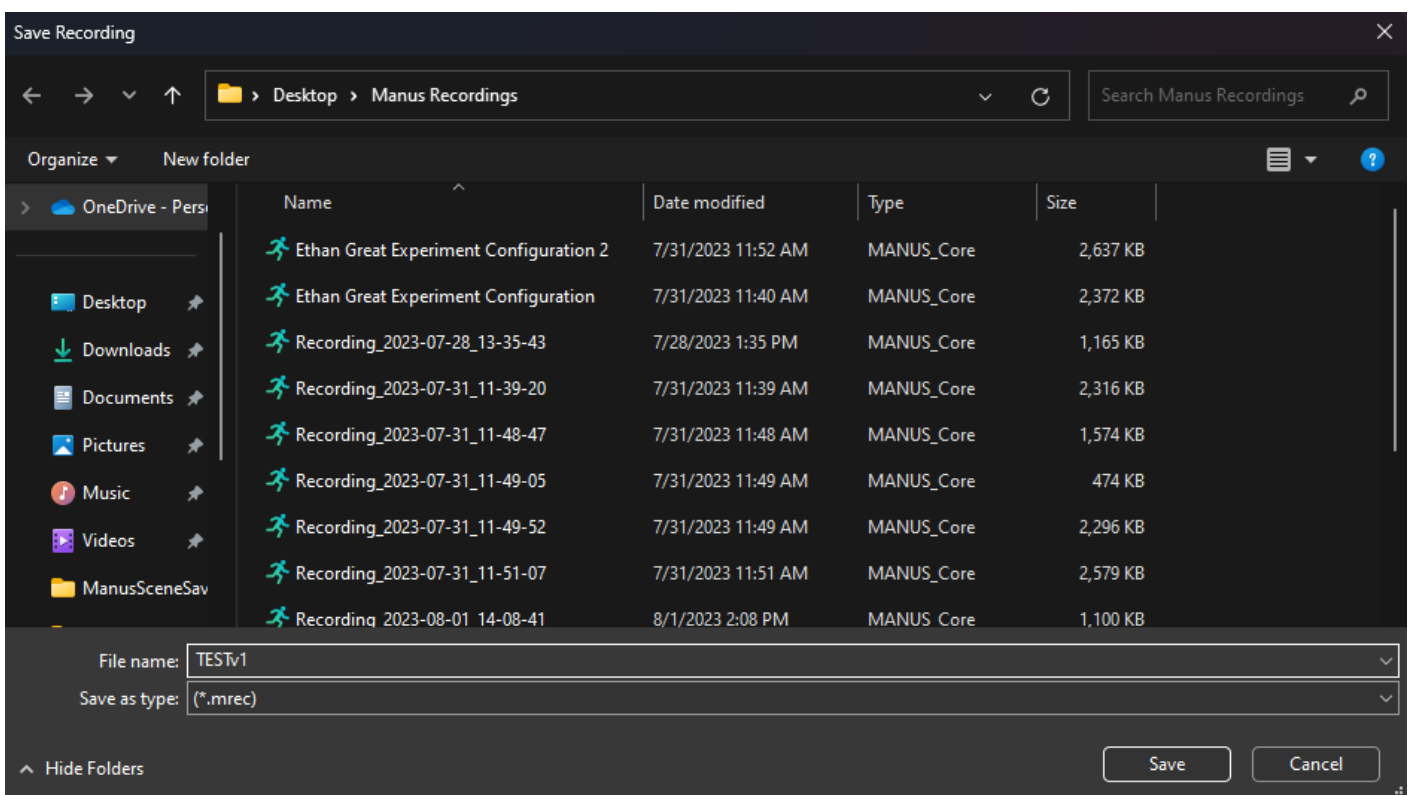 Save Recording
Desktop > Manus Recordings
Search Manus Recordings
Organize
New folder
OneDrive - Pers
Desktop
Downloads
Documents
Pictures
Music
Videos
ManusSceneSav
Name Date modified Type Size
Ethan Great Experiment Configuration 2 7/31/2023 11:52 AM MANUS_Core 2,637 KB
Ethan Great Experiment Configuration 7/31/2023 11:40 AM MANUS_Core 2,372 KB
Recording_2023-07-28_13-35-43 7/28/2023 1:35 PM MANUS_Core 1,165 KB
Recording_2023-07-31_11-39-20 7/31/2023 11:39 AM MANUS_Core 2,316 KB
Recording_2023-07-31_11-48-47 7/31/2023 11:48 AM MANUS_Core 1,574 KB
Recording_2023-07-31_11-49-05 7/31/2023 11:49 AM MANUS_Core 474 KB
Recording_2023-07-31_11-49-52 7/31/2023 11:49 AM MANUS_Core 2,296 KB
Recording_2023-07-31_11-51-07 7/31/2023 11:51 AM MANUS_Core 2,579 KB
Recording_2023-08-01_14-08-41 8/1/2023 2:08 PM MANUS_Core 1,100 KB
File name: TESTv1
Save as type: (*.mrec)
Hide Folders
Save
Cancel